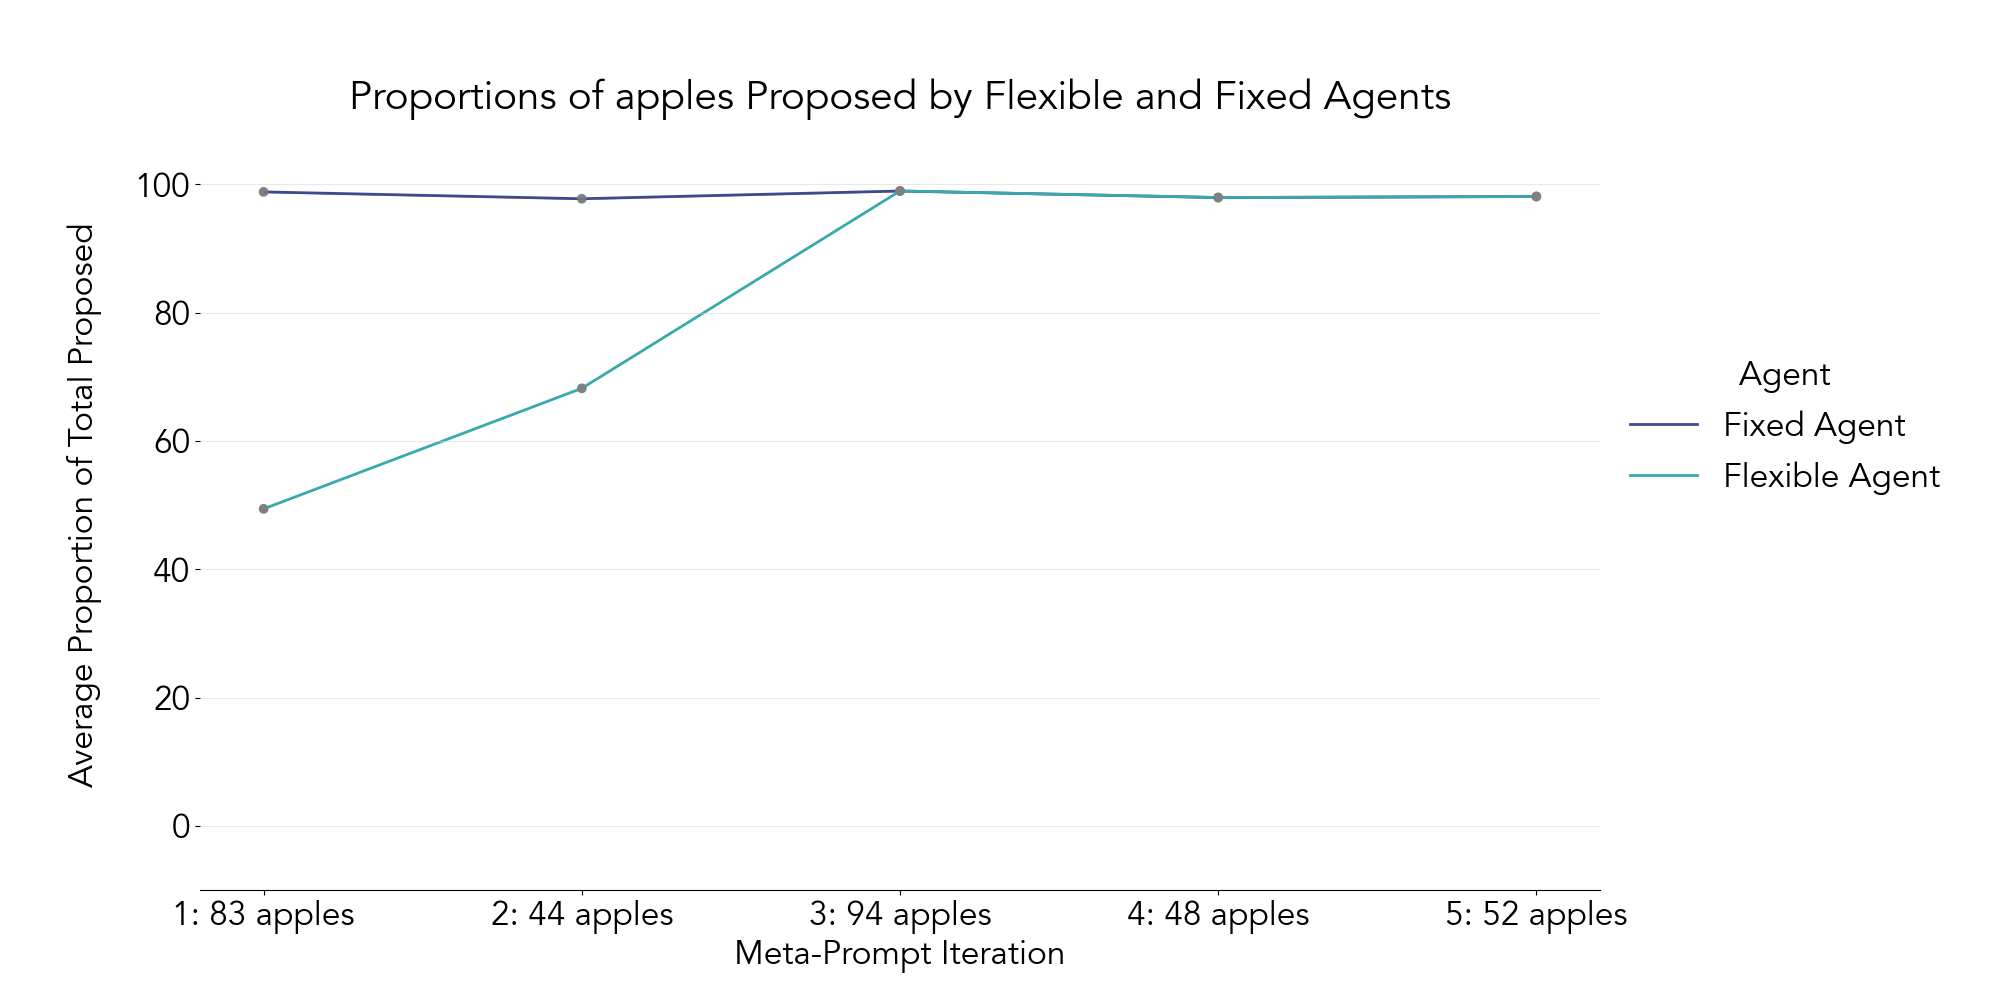 Proportions of apples Proposed by Flexible and Fixed Agents
Average Proportion of Total Proposed
100
80
60
40
20
0
1: 83 apples
2: 44 apples
3: 94 apples
4: 48 apples
5: 52 apples
Meta-Prompt Iteration
Agent
Fixed Agent
Flexible Agent